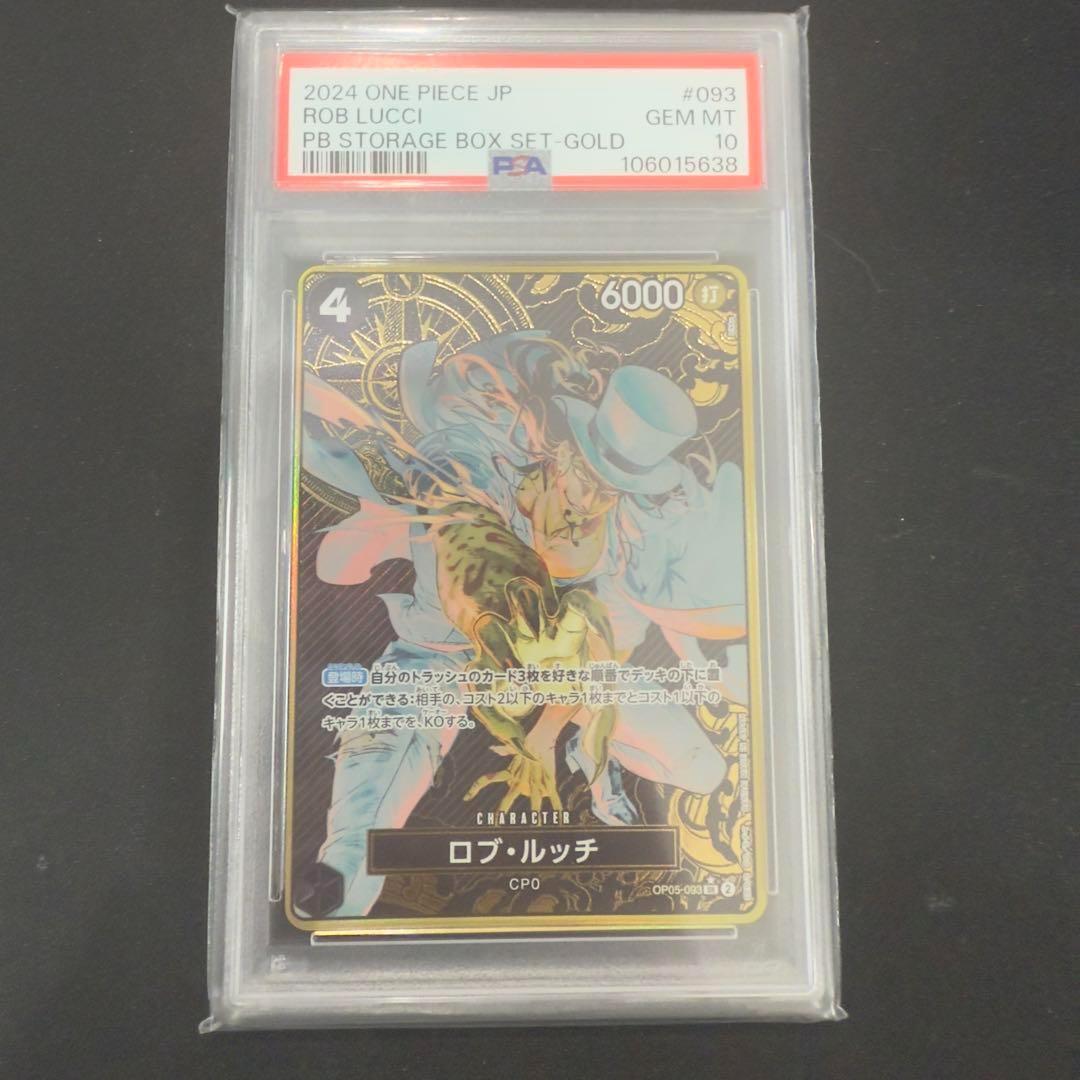 2024 ONE PIECE JP #093
ROB LUCCI GEM MT
PB STORAGE BOX SET-GOLD 10
PSA 106015638
4 6000 打
登場時 自分のトラッシュのカード3枚を好きな順番でデッキの下に置
くことができる:相手の、コスト2以下のキャラ1枚までとコスト1以下の
キャラ1枚までを、KOする。
CHARACTER
ロブ・ルッチ
CP0
OP05-093 SR 2